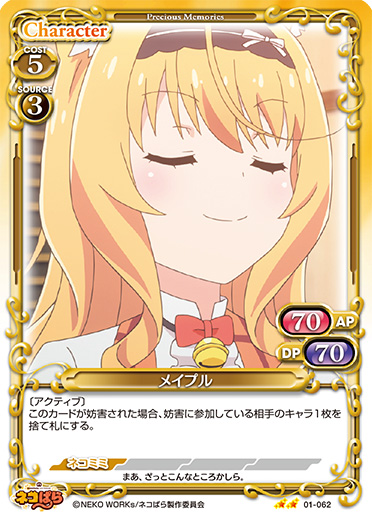 Precious Memories
Character
COST
5
SOURCE
3
70 AP
DP 70
メイプル
[アクティブ]
このカードが妨害された場合、妨害に参加している相手のキャラ1枚を
捨て札にする。
ネコミミ
まあ、ざっとこんなところかしら。
ネコぱら
©NEKO WORKs/ネコぱら製作委員会
01-062